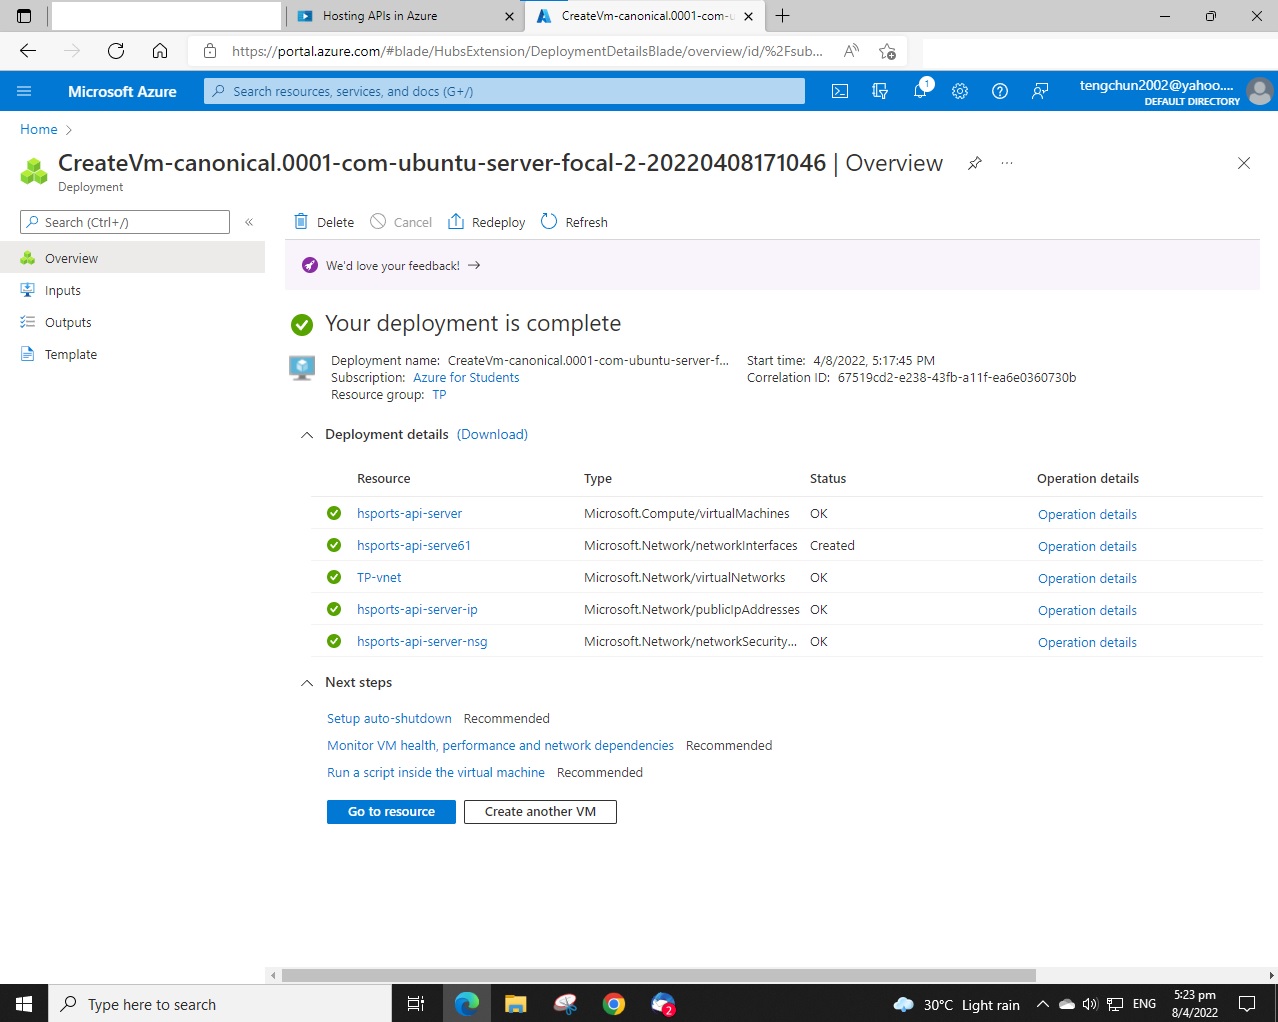 Hosting APIs in Azure
CreateVm-canonical.0001-com-u
https://portal.azure.com/#blade/HubsExtension/DeploymentDetailsBlade/overview/id/%2Fsub...
Microsoft Azure
Search resources, services, and docs (G+/)
1
tengchun2002@yahoo....
DEFAULT DIRECTORY
Home
CreateVm-canonical.0001-com-ubuntu-server-focal-2-20220408171046 | Overview
Deployment
Search (Ctrl+/)
Delete
Cancel
Redeploy
Refresh
Overview
Inputs
Outputs
Template
We'd love your feedback! →
Your deployment is complete
Deployment name: CreateVm-canonical.0001-com-ubuntu-server-f...
Subscription: Azure for Students
Resource group: TP
Start time: 4/8/2022, 5:17:45 PM
Correlation ID: 67519cd2-e238-43fb-a11f-ea6e0360730b
Deployment details (Download)
Resource Type Status Operation details
hsports-api-server Microsoft.Compute/virtualMachines OK Operation details
hsports-api-serve61 Microsoft.Network/networkInterfaces Created Operation details
TP-vnet Microsoft.Network/virtualNetworks OK Operation details
hsports-api-server-ip Microsoft.Network/publicIpAddresses OK Operation details
hsports-api-server-nsg Microsoft.Network/networkSecurity... OK Operation details
Next steps
Setup auto-shutdown Recommended
Monitor VM health, performance and network dependencies Recommended
Run a script inside the virtual machine Recommended
Go to resource
Create another VM
Type here to search
2
30°C Light rain
ENG
5:23 pm
8/4/2022